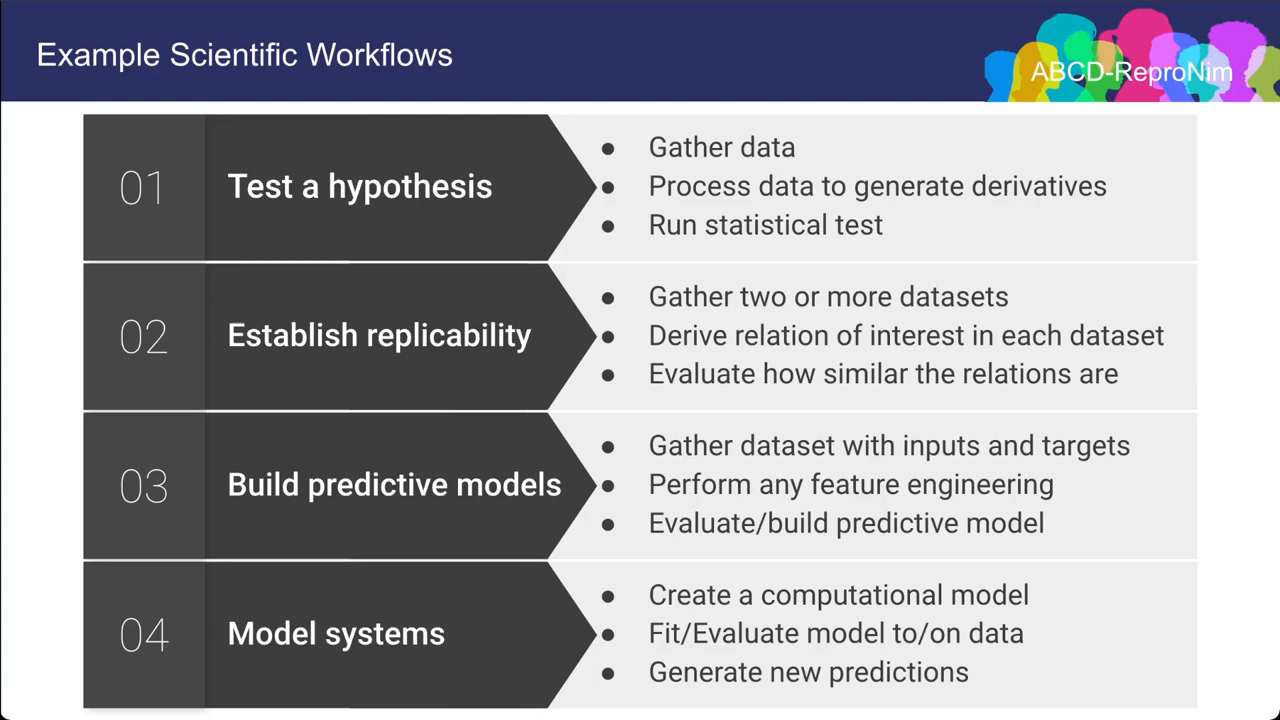 Example Scientific Workflows
ABCD-ReproNim
01
Test a hypothesis
● Gather data
● Process data to generate derivatives
● Run statistical test
02
Establish replicability
● Gather two or more datasets
● Derive relation of interest in each dataset
● Evaluate how similar the relations are
03
Build predictive models
● Gather dataset with inputs and targets
● Perform any feature engineering
● Evaluate/build predictive model
04
Model systems
● Create a computational model
● Fit/Evaluate model to/on data
● Generate new predictions